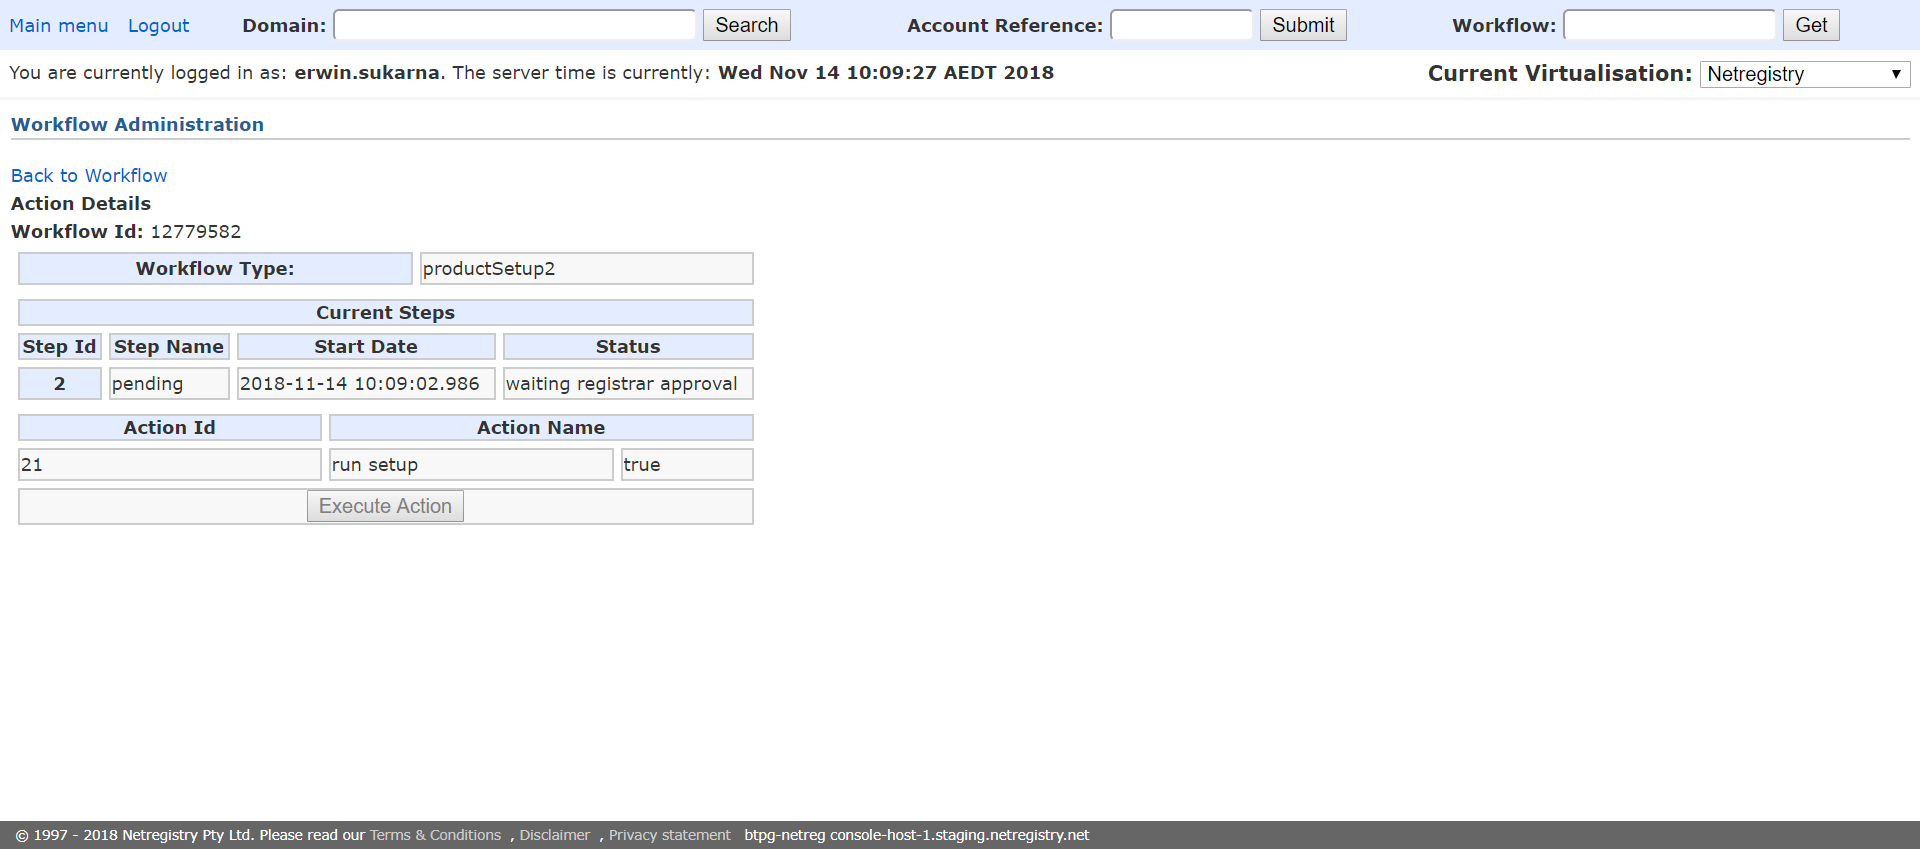 Main menu Logout Domain: Search Account Reference: Submit Workflow: Get
You are currently logged in as: erwin.sukarna. The server time is currently: Wed Nov 14 10:09:27 AEDT 2018 Current Virtualisation: Netregistry
Workflow Administration
Back to Workflow
Action Details
Workflow Id: 12779582
Workflow Type: productSetup2
Current Steps
Step Id Step Name Start Date Status
2 pending 2018-11-14 10:09:02.986 waiting registrar approval
Action Id Action Name
21 run setup true
Execute Action
© 1997 - 2018 Netregistry Pty Ltd. Please read our Terms & Conditions , Disclaimer , Privacy statement btpg-netreg console-host-1.staging.netregistry.net